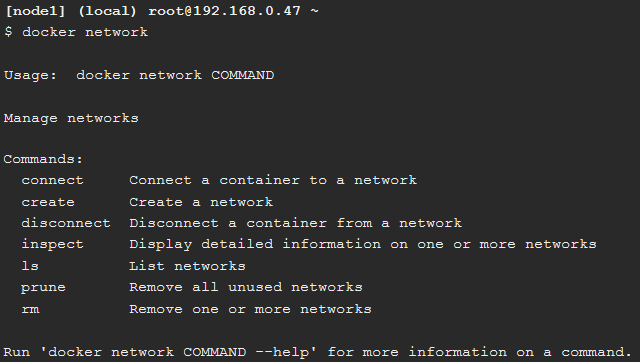 [node1] (local) root@192.168.0.47 ~
$ docker network
Usage:  docker network COMMAND
Manage networks
Commands:
  connect     Connect a container to a network
  create      Create a network
  disconnect  Disconnect a container from a network
  inspect     Display detailed information on one or more networks
  ls          List networks
  prune       Remove all unused networks
  rm          Remove one or more networks
Run 'docker network COMMAND --help' for more information on a command.